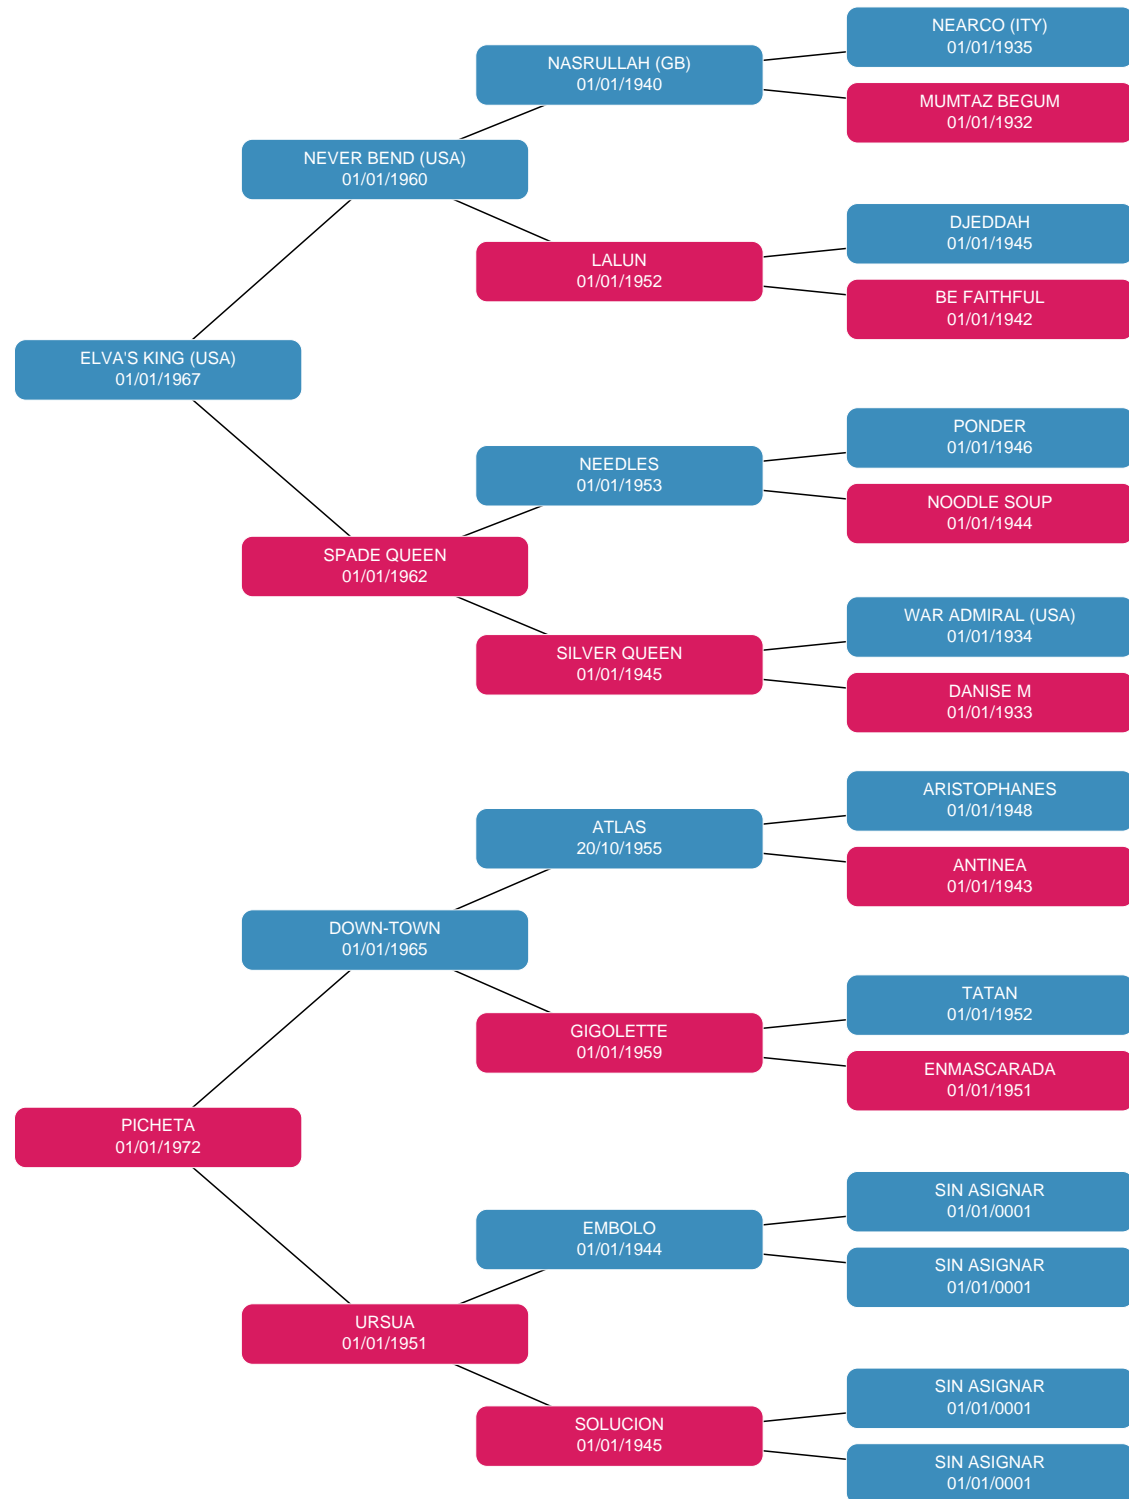 NEARCO (ITY)
01/01/1935
NASRULLAH (GB)
01/01/1940
MUMTAZ BEGUM
01/01/1932
NEVER BEND (USA)
01/01/1960
DJEDDAH
01/01/1945
LALUN
01/01/1952
BE FAITHFUL
01/01/1942
ELVA'S KING (USA)
01/01/1967
PONDER
01/01/1946
NEEDLES
01/01/1953
NOODLE SOUP
01/01/1944
SPADE QUEEN
01/01/1962
WAR ADMIRAL (USA)
01/01/1934
SILVER QUEEN
01/01/1945
DANISE M
01/01/1933
ARISTOPHANES
01/01/1948
ATLAS
20/10/1955
ANTINEA
01/01/1943
DOWN-TOWN
01/01/1965
TATAN
01/01/1952
GIGOLETTE
01/01/1959
ENMASCARADA
01/01/1951
PICHETA
01/01/1972
SIN ASIGNAR
01/01/0001
EMBOLO
01/01/1944
SIN ASIGNAR
01/01/0001
URSUA
01/01/1951
SIN ASIGNAR
01/01/0001
SOLUCION
01/01/1945
SIN ASIGNAR
01/01/0001